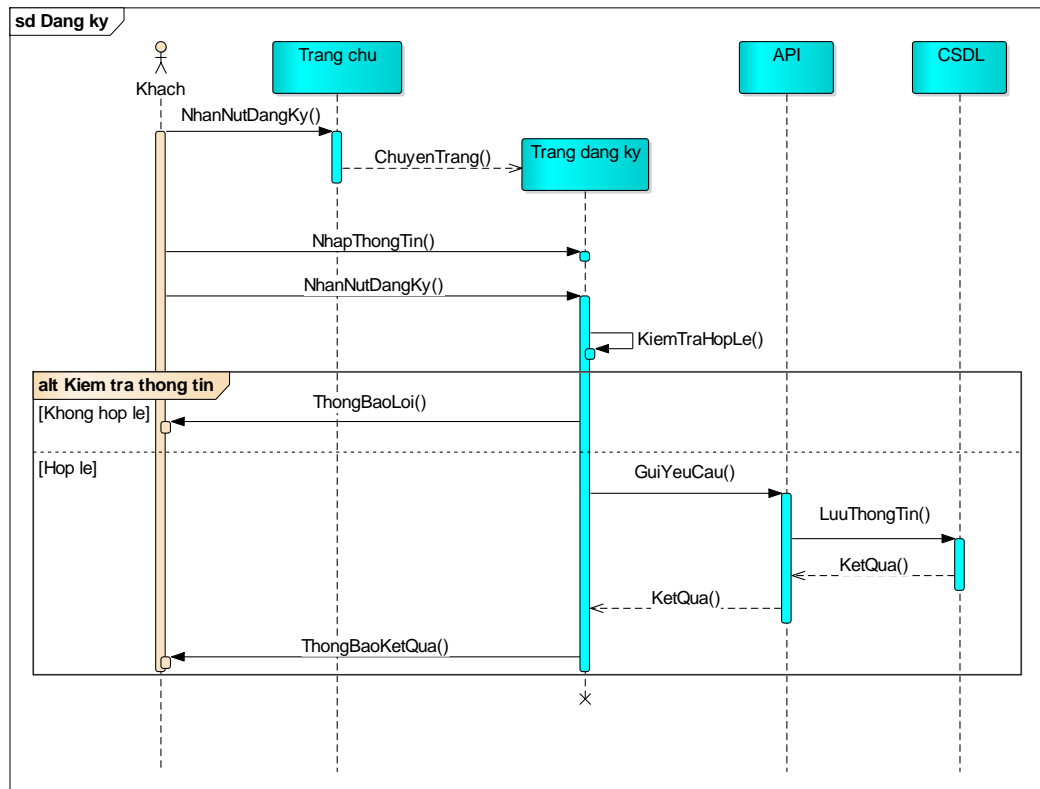 sd Dang ky
Khach
Trang chu
API
CSDL
NhanNutDangKy()
ChuyenTrang()
Trang dang ky
NhapThongTin()
NhanNutDangKy()
KiemTraHopLe()
alt Kiem tra thong tin
[Khong hop le]
ThongBaoLoi()
[Hop le]
GuiYeuCau()
LuuThongTin()
KetQua()
KetQua()
ThongBaoKetQua()